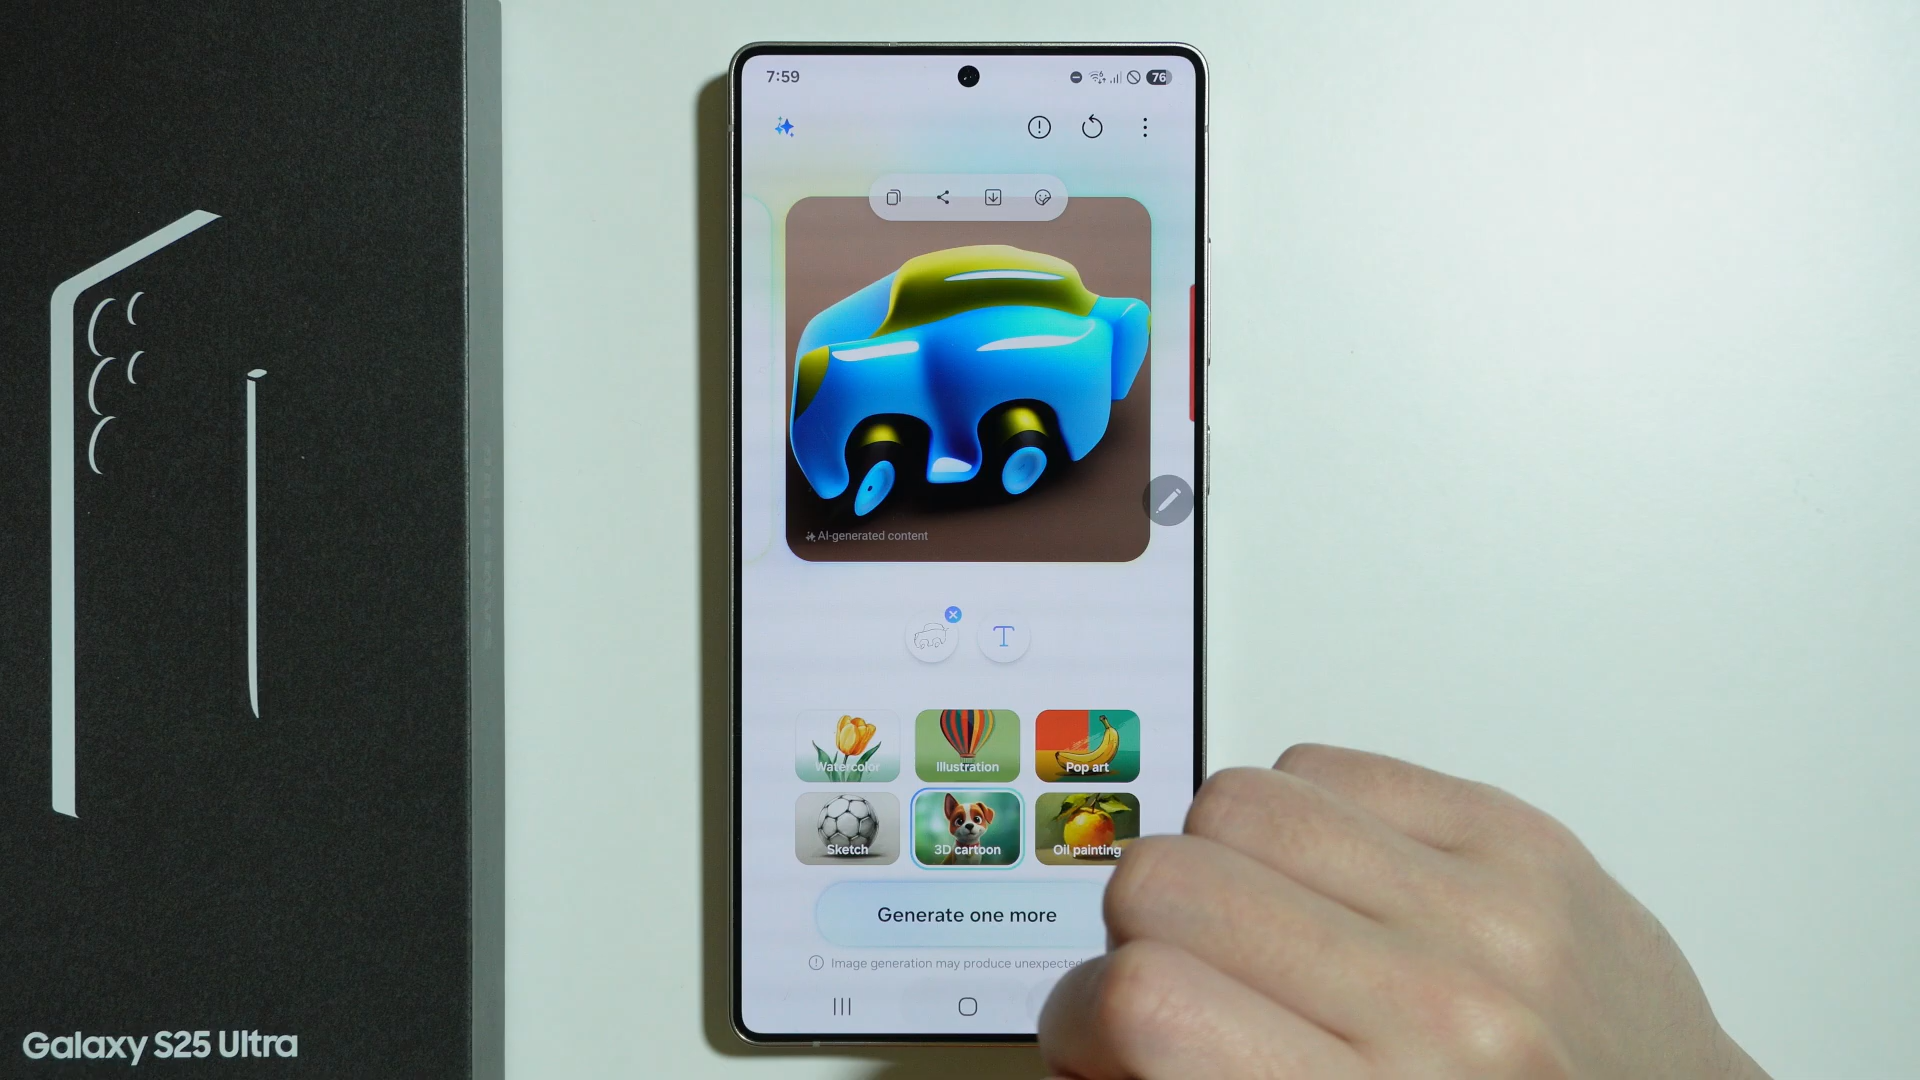 7:59
76
AI-generated content
T
Watercolor
Illustration
Pop art
Sketch
3D cartoon
Oil painting
Generate one more
Image generation may produce unexpected
Galaxy S25 Ultra